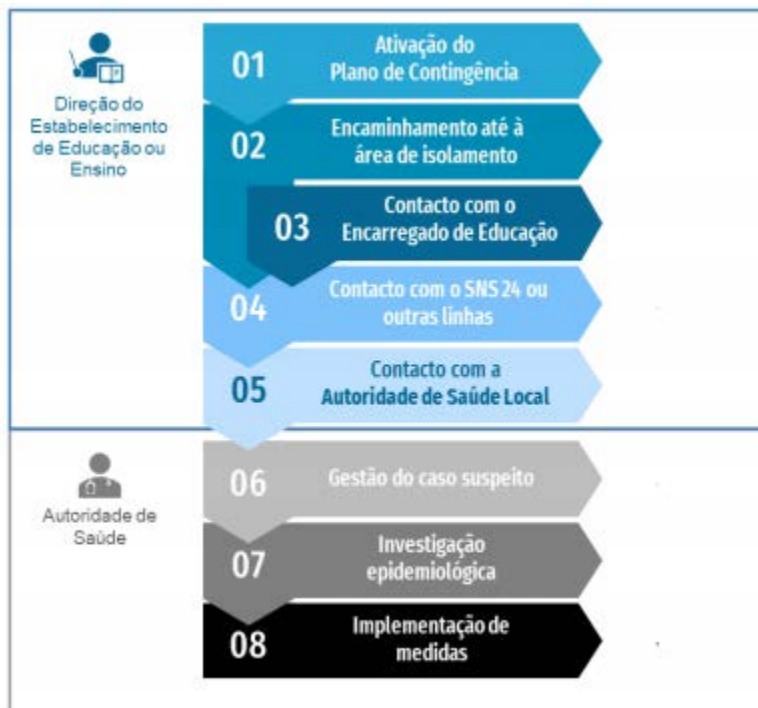 01
Ativação do
Plano de Contingência
Direção do
Estabelecimento
de Educação ou
Ensino
02
Encaminhamento até à
área de isolamento
03
Contacto com o
Encarregado de Educação
04
Contacto com o SNS 24 ou
outras linhas
05
Contacto com a
Autoridade de Saúde Local
Autoridade de
Saúde
06
Gestão do caso suspeito
07
Investigação
epidemiológica
08
Implementação de
medidas